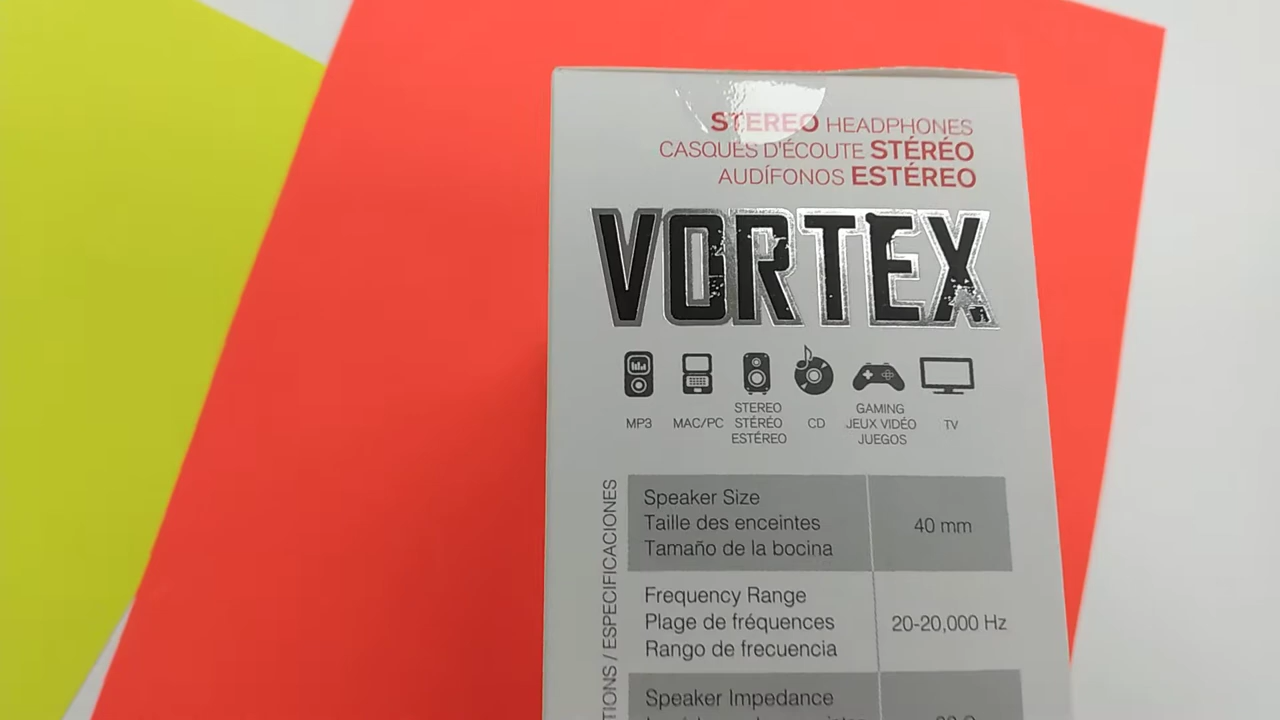 STEREO HEADPHONES
CASQUES D'ÉCOUTE STÉRÉO
AUDÍFONOS ESTÉREO
VORTEX
MP3
MAC/PC
STEREO
STÉRÉO
ESTÉREO
CD
GAMING
JEUX VIDÉO
JUEGOS
TV
/ ESPECIFICACIONES
Speaker Size
Taille des enceintes
Tamaño de la bocina
40 mm
Frequency Range
Plage de fréquences
Rango de frecuencia
20-20,000 Hz
Speaker Impedance